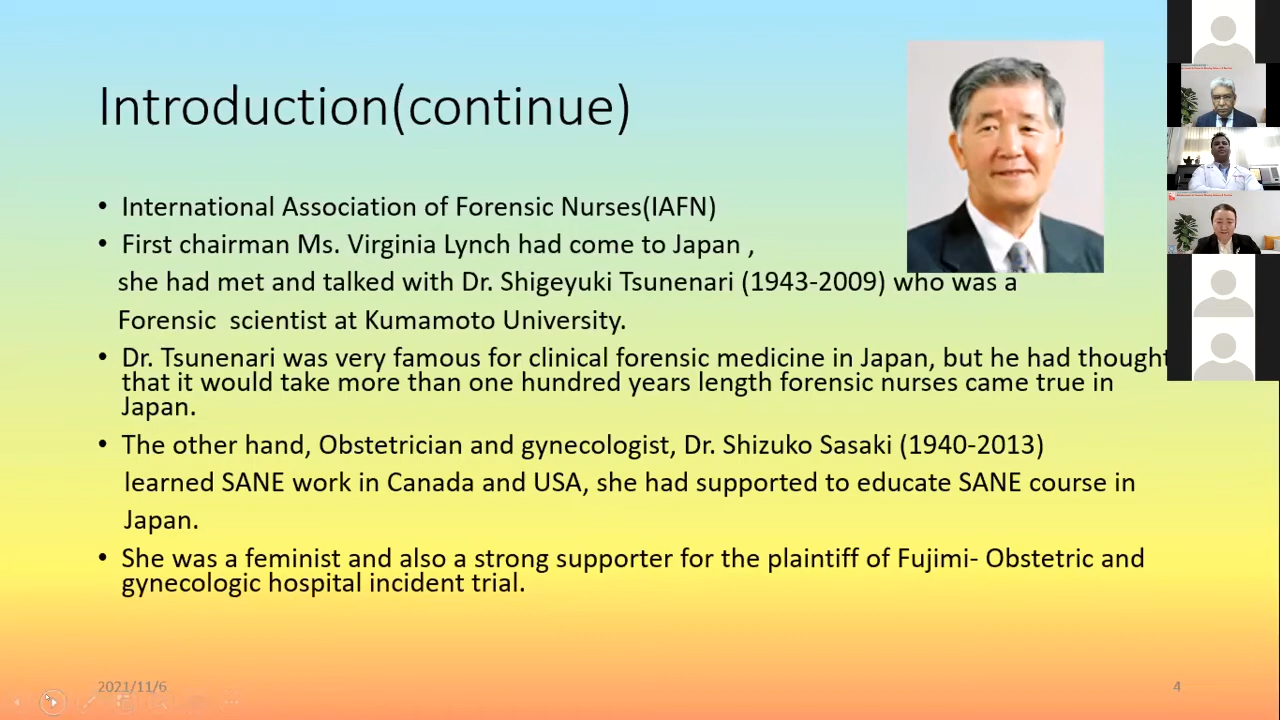 Introduction(continue)
• International Association of Forensic Nurses(IAFN)
• First chairman Ms. Virginia Lynch had come to Japan ,
she had met and talked with Dr. Shigeyuki Tsunenari (1943-2009) who was a
Forensic scientist at Kumamoto University.
• Dr. Tsunenari was very famous for clinical forensic medicine in Japan, but he had thought
that it would take more than one hundred years length forensic nurses came true in
Japan.
• The other hand, Obstetrician and gynecologist, Dr. Shizuko Sasaki (1940-2013)
learned SANE work in Canada and USA, she had supported to educate SANE course in
Japan.
• She was a feminist and also a strong supporter for the plaintiff of Fujimi- Obstetric and
gynecologic hospital incident trial.
2021/11/6
4